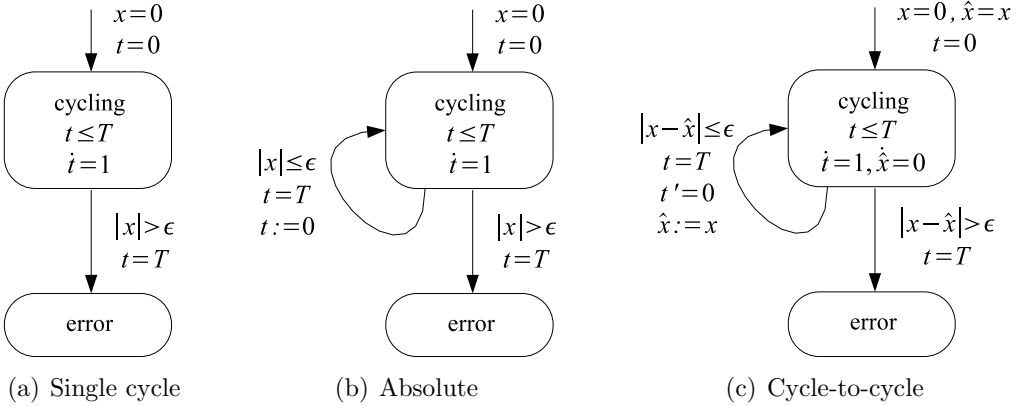 x=0
t=0
cycling
t≤T
ṫ=1
|x|>ϵ
t=T
error
(a) Single cycle
x=0
t=0
cycling
t≤T
ṫ=1
|x|≤ϵ
t=T
t:=0
|x|>ϵ
t=T
error
(b) Absolute
x=0, x̂=x
t=0
cycling
t≤T
ṫ=1, x̂̇=0
|x−x̂|≤ϵ
t=T
t'=0
x̂:=x
|x−x̂|>ϵ
t=T
error
(c) Cycle-to-cycle